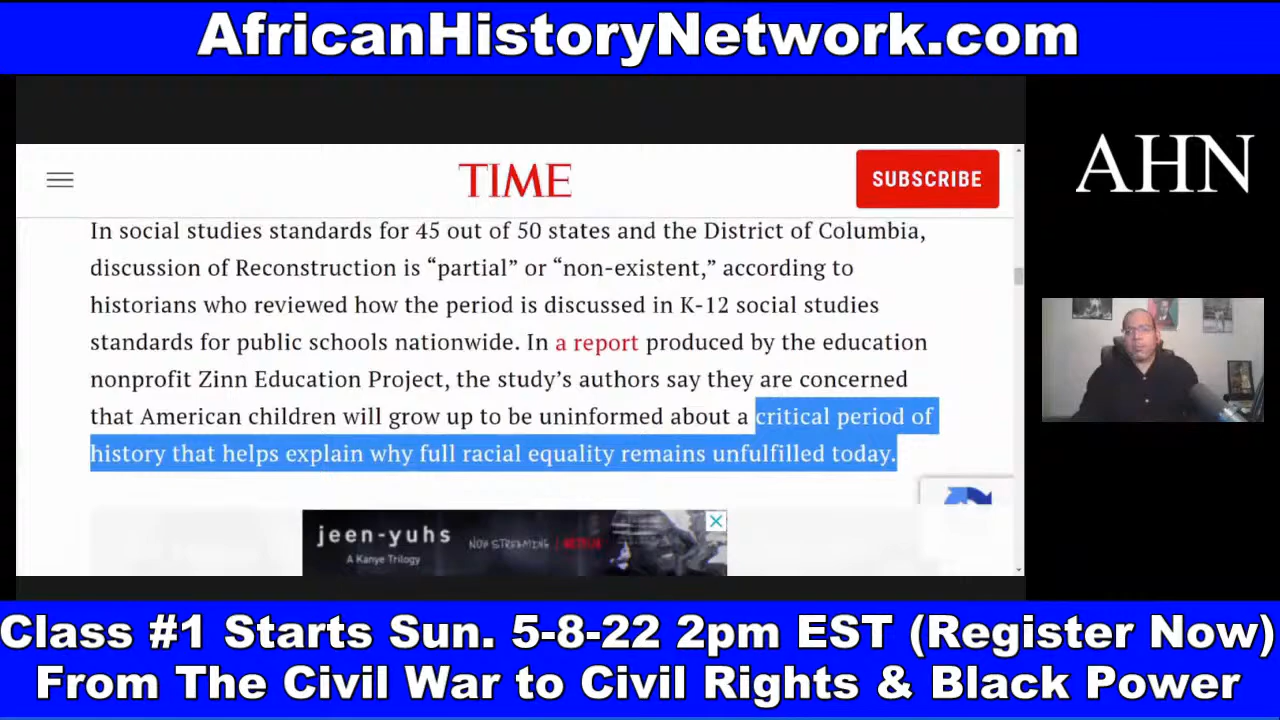 AfricanHistoryNetwork.com
TIME
SUBSCRIBE
AHN
In social studies standards for 45 out of 50 states and the District of Columbia,
discussion of Reconstruction is “partial” or “non-existent,” according to
historians who reviewed how the period is discussed in K-12 social studies
standards for public schools nationwide. In a report produced by the education
nonprofit Zinn Education Project, the study’s authors say they are concerned
that American children will grow up to be uninformed about a critical period of
history that helps explain why full racial equality remains unfulfilled today.
jeen-yuhs
A Kanye Trilogy
NOW STREAMING | NETFLIX
Class #1 Starts Sun. 5-8-22 2pm EST (Register Now)
From The Civil War to Civil Rights & Black Power